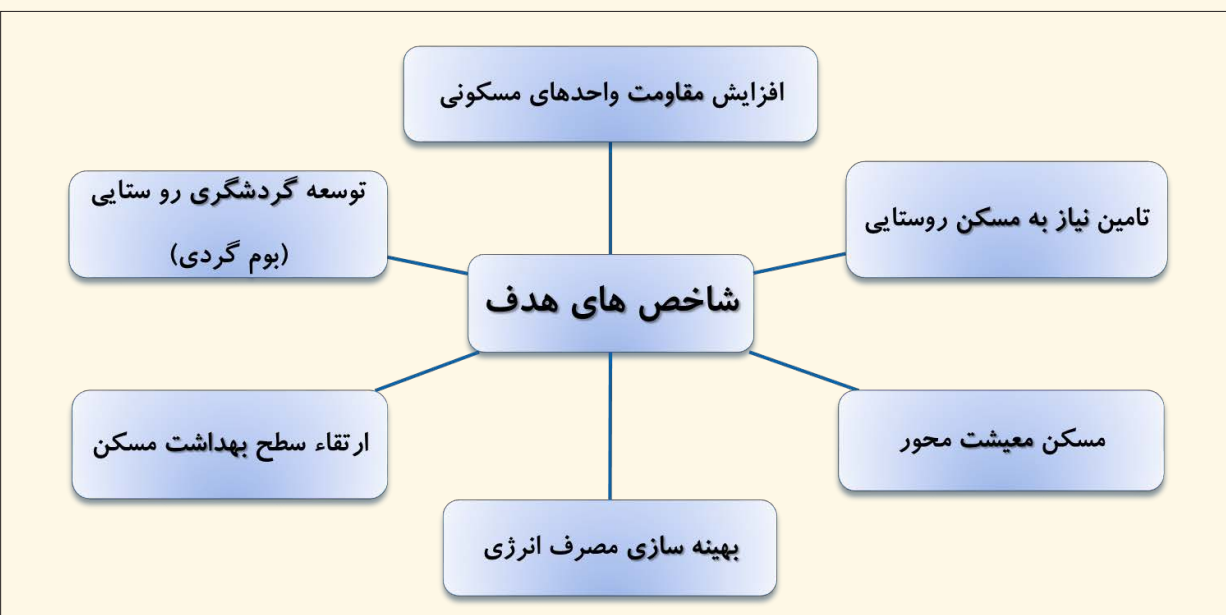 افزایش مقاومت واحدهای مسکونی
تامین نیاز به مسکن روستایی
توسعه گردشگری رو ستایی
(بوم گردی)
شاخص های هدف
مسکن معیشت محور
ارتقاء سطح بهداشت مسکن
بهینه سازی مصرف انرژی